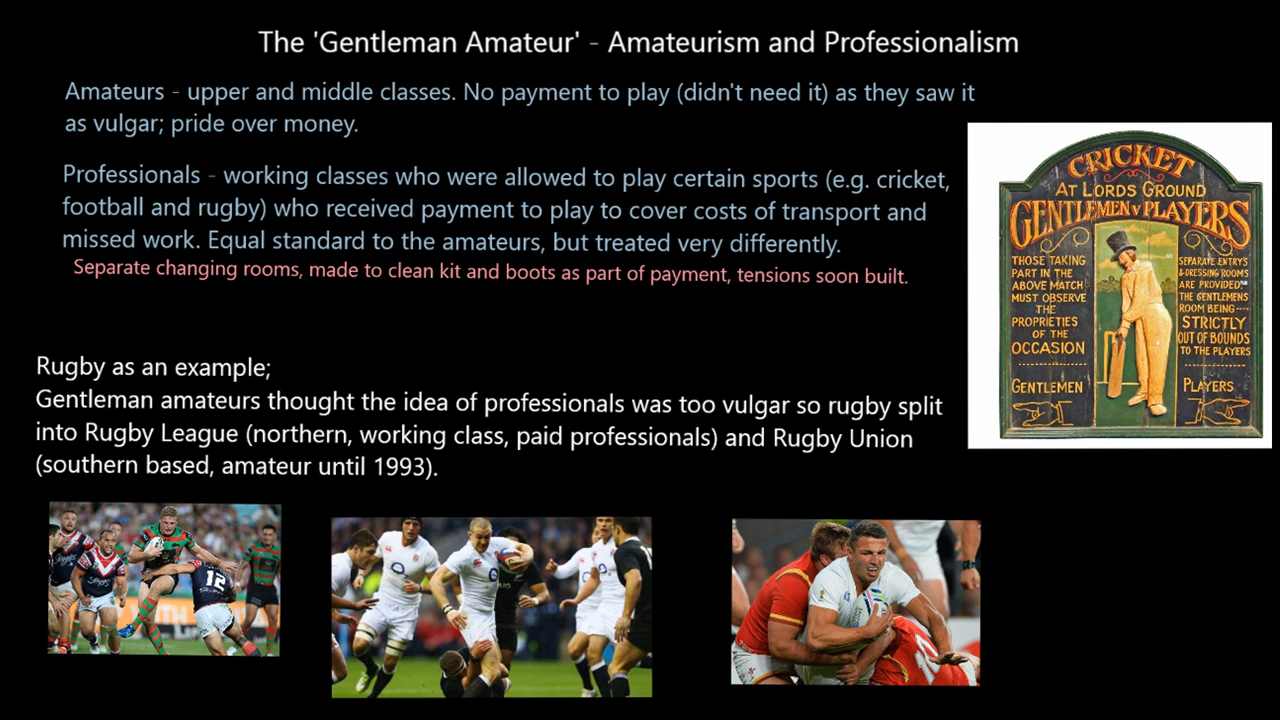 The 'Gentleman Amateur' - Amateurism and Professionalism
Amateurs - upper and middle classes. No payment to play (didn't need it) as they saw it
as vulgar; pride over money.
Professionals - working classes who were allowed to play certain sports (e.g. cricket,
football and rugby) who received payment to play to cover costs of transport and
missed work. Equal standard to the amateurs, but treated very differently.
Separate changing rooms, made to clean kit and boots as part of payment, tensions soon built.
CRICKET
AT LORDS GROUND
GENTLEMEN v PLAYERS
THOSE TAKING
PART IN THE
ABOVE MATCH
MUST OBSERVE
THE
PROPRIETIES
OF THE
OCCASION
GENTLEMEN
SEPARATE ENTRYS
& DRESSING ROOMS
ARE PROVIDED
THE GENTLEMENS
ROOM BEING
STRICTLY
OUT OF BOUNDS
TO THE PLAYERS
PLAYERS
Rugby as an example;
Gentleman amateurs thought the idea of professionals was too vulgar so rugby split
into Rugby League (northern, working class, paid professionals) and Rugby Union
(southern based, amateur until 1993).
12
10